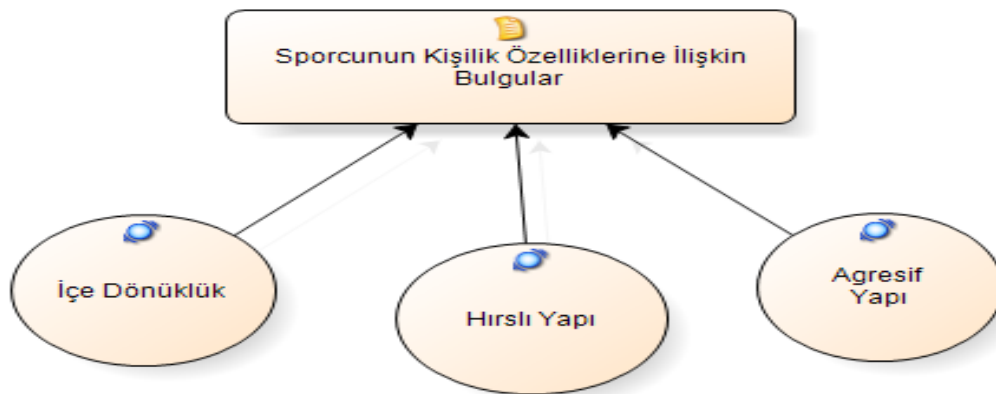 Sporcunun Kişilik Özelliklerine İlişkin
Bulgular
İçe Dönüklük
Hırslı Yapı
Agresif
Yapı